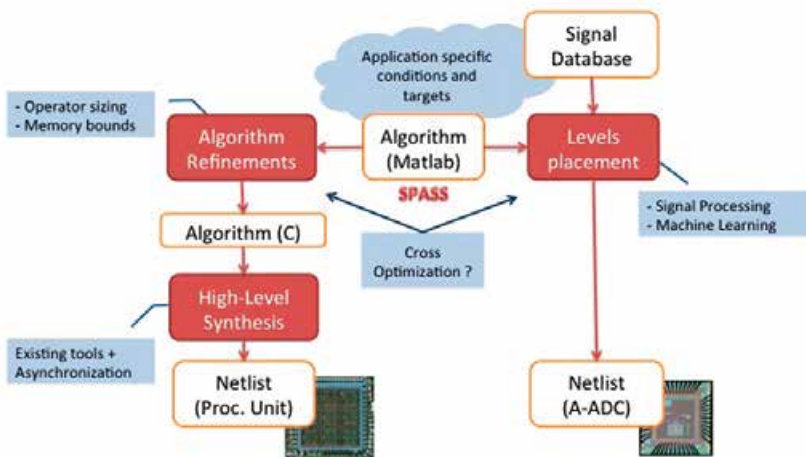 Application specific
conditions and
targets
Signal
Database
- Operator sizing
- Memory bounds
Algorithm
Refinements
Algorithm
(Matlab)
SPASS
Levels
placement
- Signal Processing
- Machine Learning
Algorithm (C)
Cross
Optimization ?
High-Level
Synthesis
Existing tools +
Asynchronization
Netlist
(Proc. Unit)
Netlist
(A-ADC)